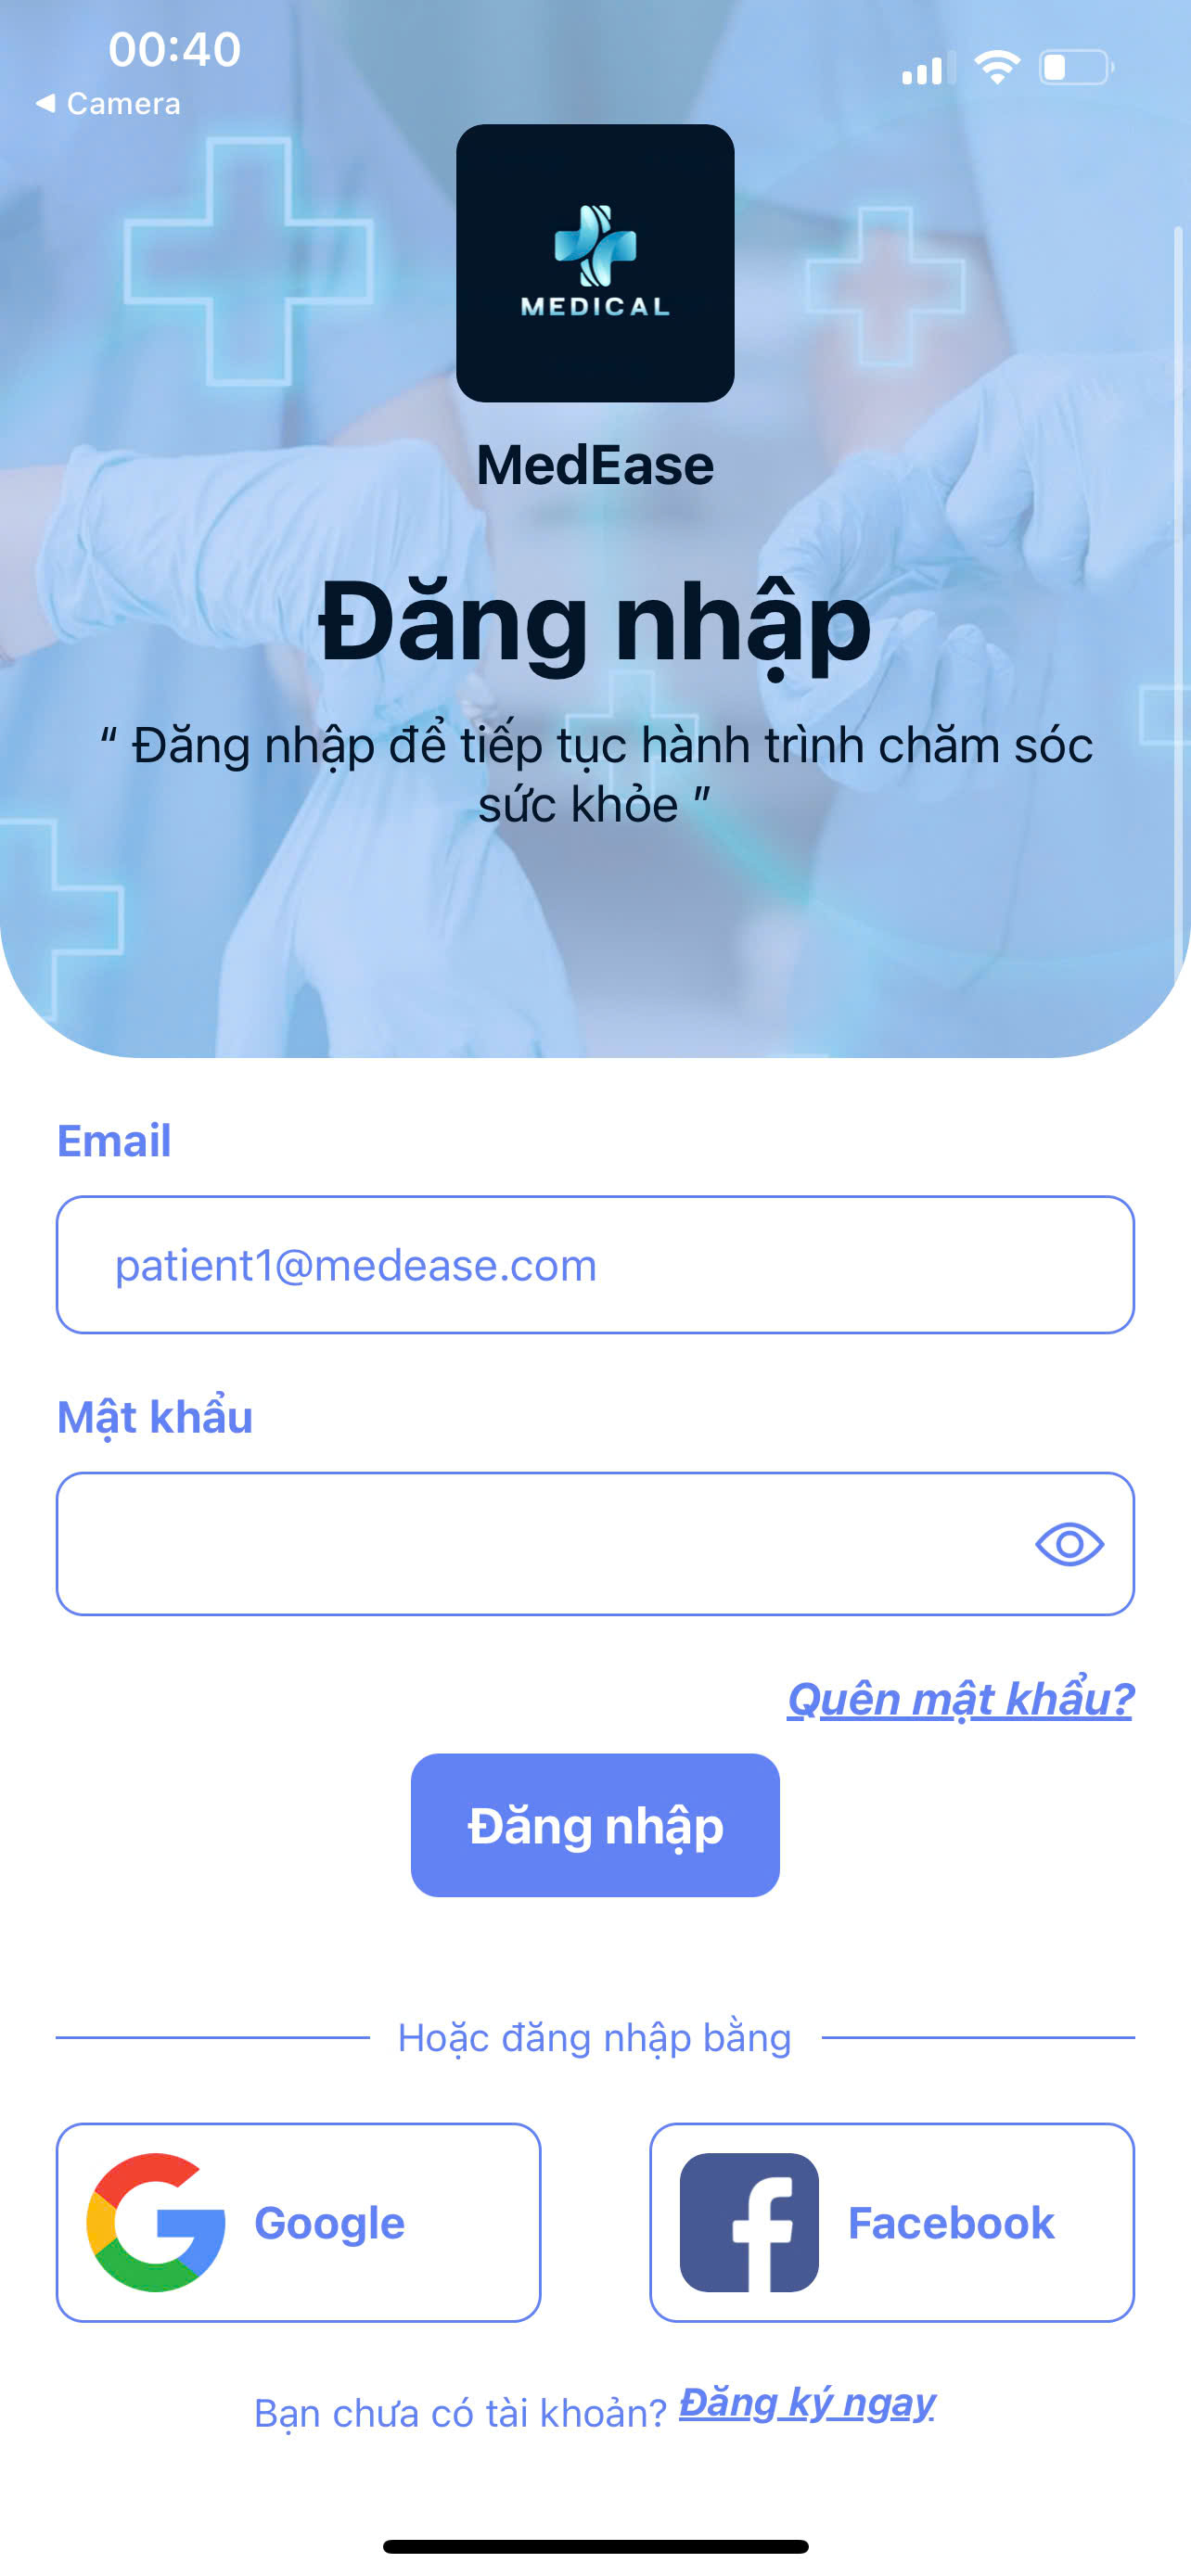 00:40
◀ Camera
MEDICAL
MedEase
Đăng nhập
“ Đăng nhập để tiếp tục hành trình chăm sóc
sức khỏe ”
Email
patient1@medease.com
Mật khẩu
Quên mật khẩu?
Đăng nhập
Hoặc đăng nhập bằng
Google
Facebook
Bạn chưa có tài khoản? Đăng ký ngay